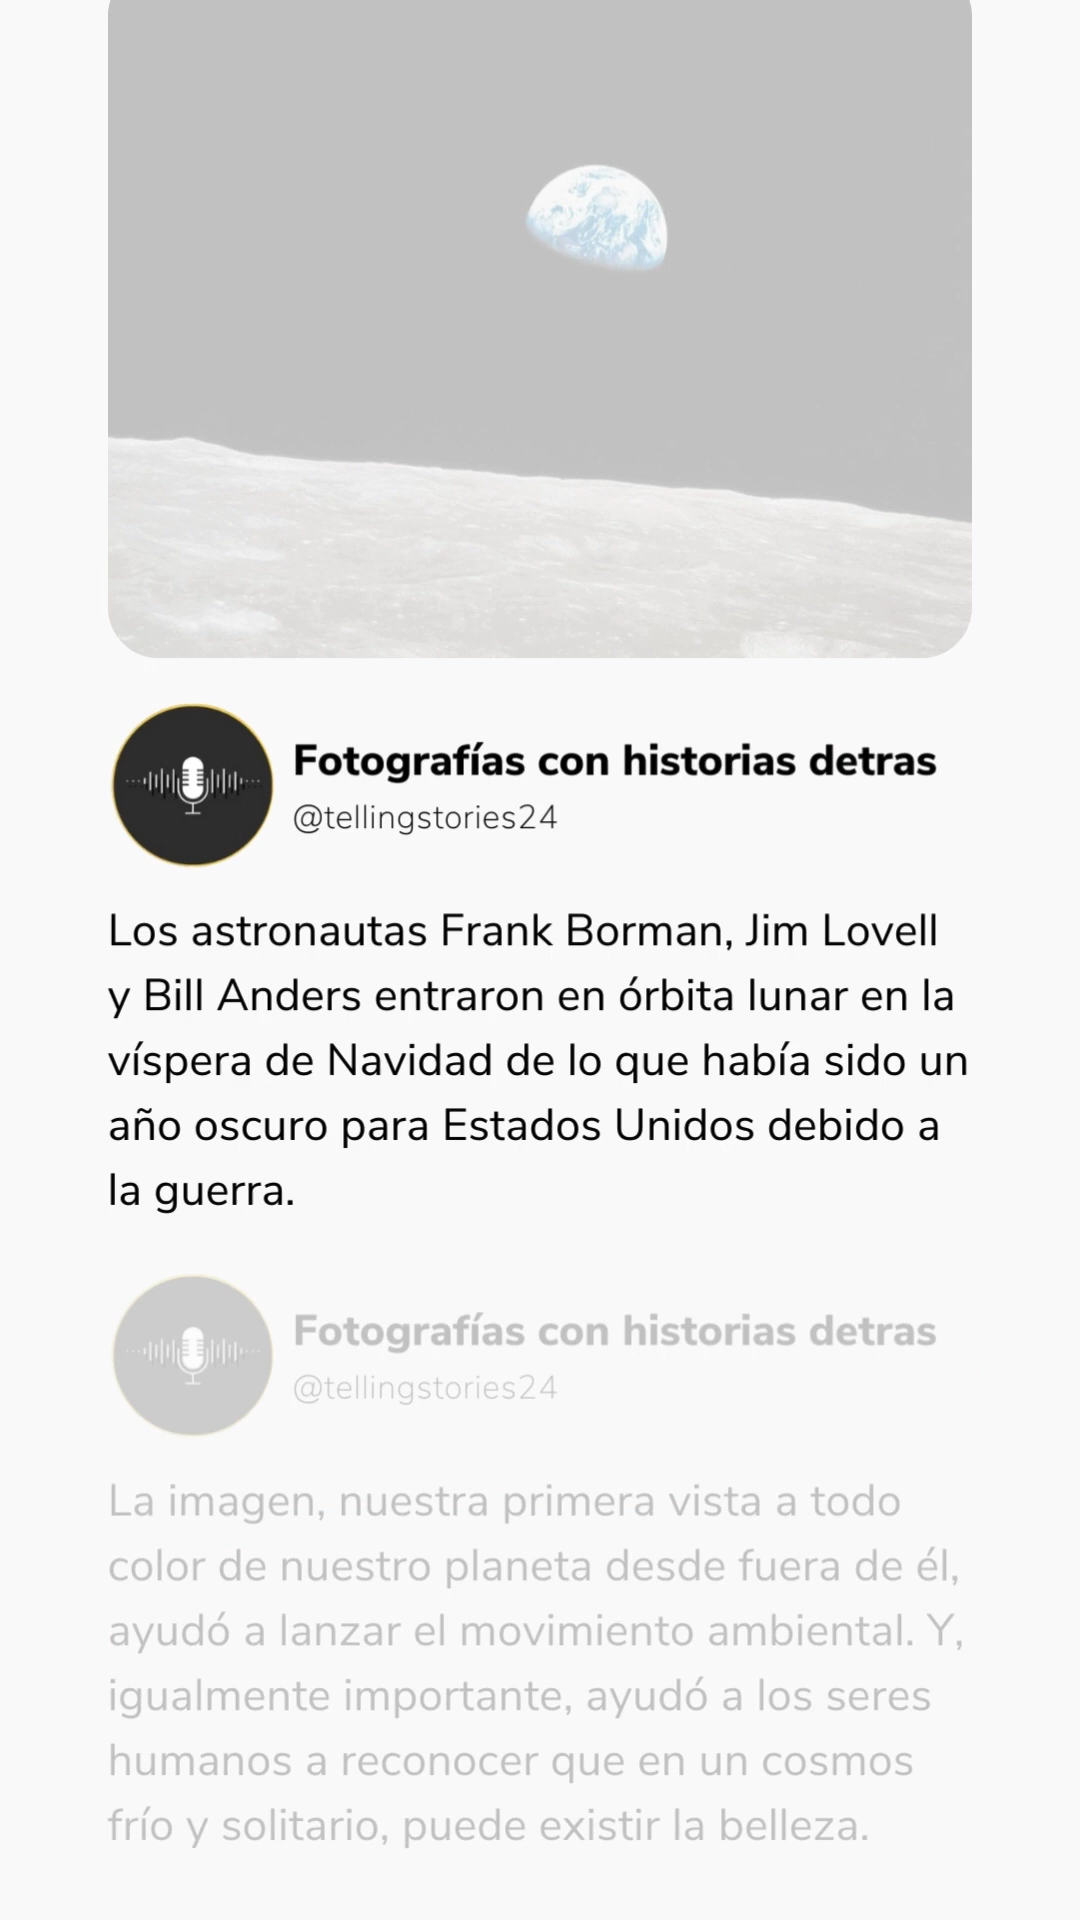 Fotografías con historias detras
@tellingstories24
Los astronautas Frank Borman, Jim Lovell
y Bill Anders entraron en órbita lunar en la
víspera de Navidad de lo que había sido un
año oscuro para Estados Unidos debido a
la guerra.
Fotografías con historias detras
@tellingstories24
La imagen, nuestra primera vista a todo
color de nuestro planeta desde fuera de él,
ayudó a lanzar el movimiento ambiental. Y,
igualmente importante, ayudó a los seres
humanos a reconocer que en un cosmos
frío y solitario, puede existir la belleza.